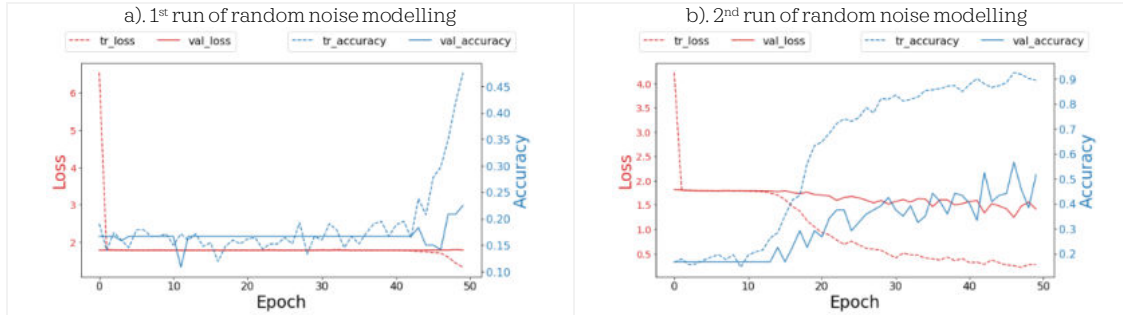 a). 1st run of random noise modelling
tr_loss val_loss tr_accuracy val_accuracy
6
5
4
3
2
Loss
0.45
0.40
0.35
0.30
0.25
0.20
0.15
0.10
Accuracy
0 10 20 30 40 50
Epoch
b). 2nd run of random noise modelling
tr_loss val_loss tr_accuracy val_accuracy
4.0
3.5
3.0
2.5
2.0
1.5
1.0
0.5
Loss
0.9
0.8
0.7
0.6
0.5
0.4
0.3
0.2
Accuracy
0 10 20 30 40 50
Epoch